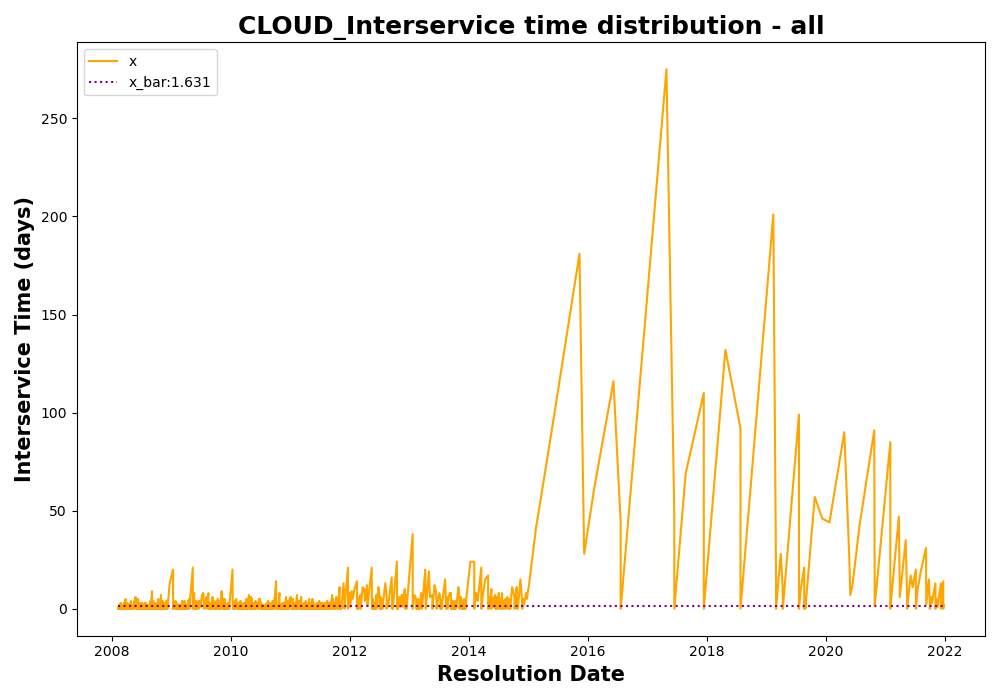 CLOUD_Interservice time distribution - all
x
x_bar:1.631
Interservice Time (days)
250
200
150
100
50
0
2008 2010 2012 2014 2016 2018 2020 2022
Resolution Date